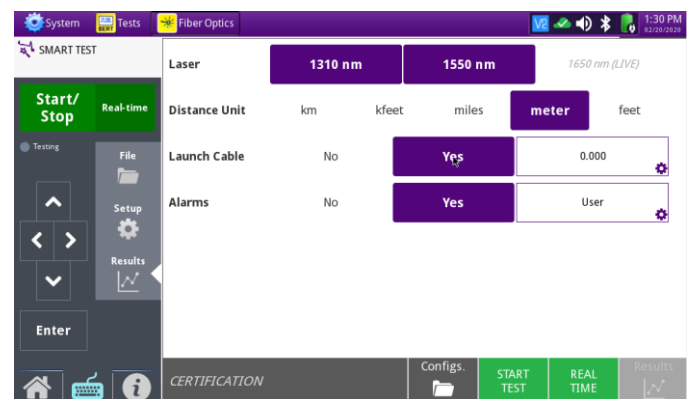 System Tests Fiber Optics 1:30 PM
BERT V2 02/20/2020
SMART TEST
Laser 1310 nm 1550 nm 1650 nm (LIVE)
Start/
Stop
Real-time
Distance Unit km kfeet miles meter feet
Testing
File
Launch Cable No Yes 0.000
Setup
Alarms No Yes User
Results
Enter
CERTIFICATION
Configs.
START
TEST
REAL
TIME
Results